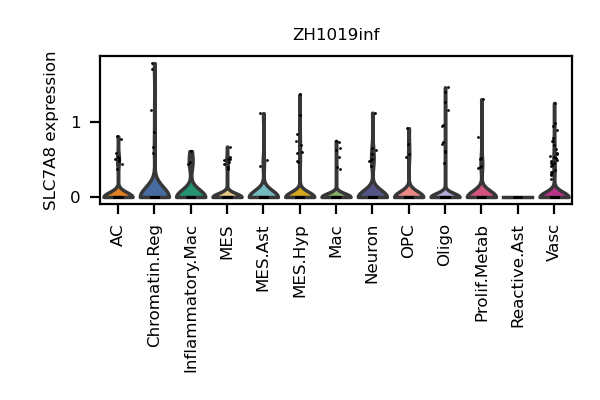 ZH1019inf
SLC7A8 expression
1
0
AC
Chromatin.Reg
Inflammatory.Mac
MES
MES.Ast
MES.Hyp
Mac
Neuron
OPC
Oligo
Prolif.Metab
Reactive.Ast
Vasc